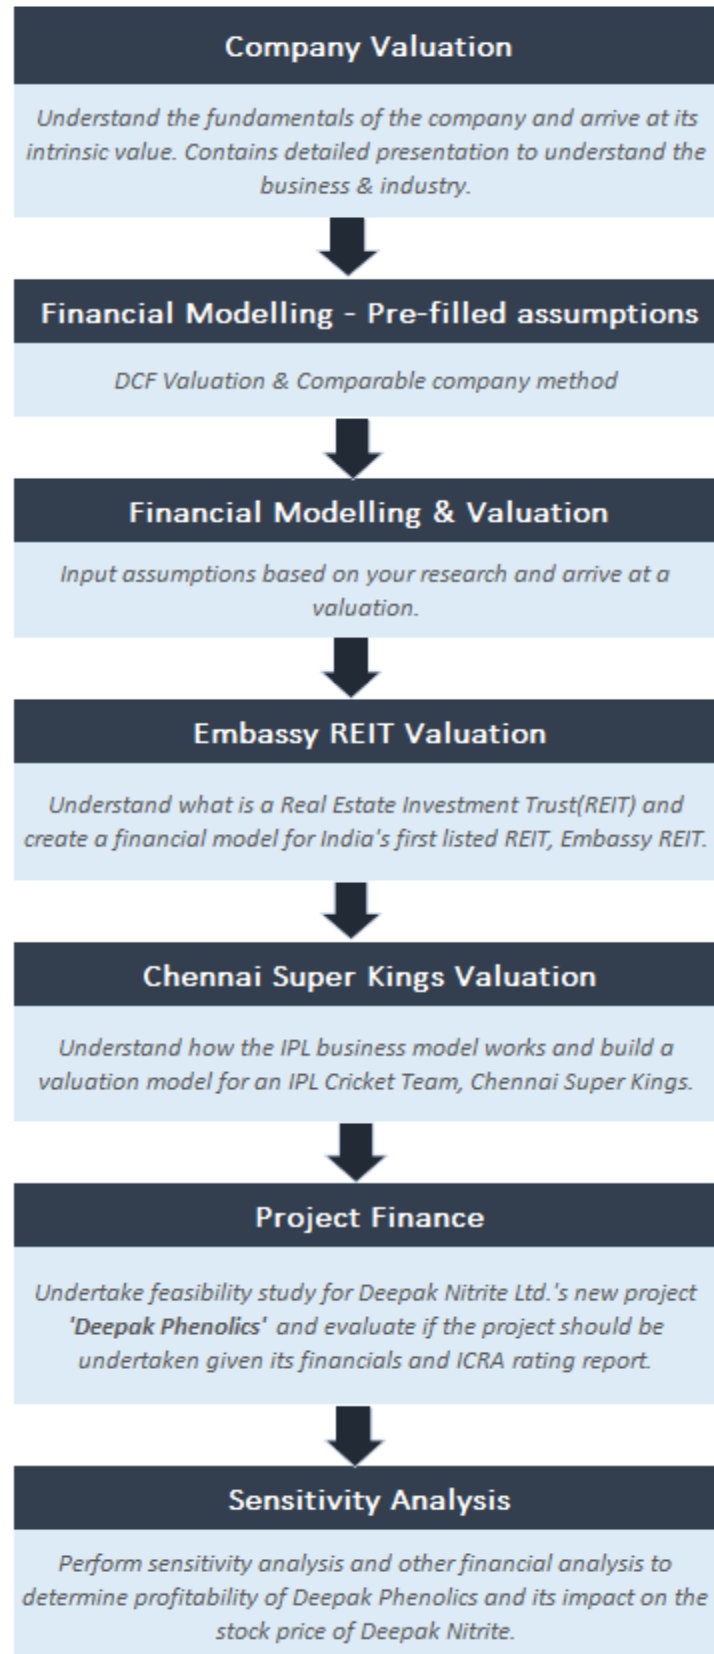 Company Valuation
Understand the fundamentals of the company and arrive at its
intrinsic value. Contains detailed presentation to understand the
business & industry.
Financial Modelling - Pre-filled assumptions
DCF Valuation & Comparable company method
Financial Modelling & Valuation
Input assumptions based on your research and arrive at a
valuation.
Embassy REIT Valuation
Understand what is a Real Estate Investment Trust(REIT) and
create a financial model for India's first listed REIT, Embassy REIT.
Chennai Super Kings Valuation
Understand how the IPL business model works and build a
valuation model for an IPL Cricket Team, Chennai Super Kings.
Project Finance
Undertake feasibility study for Deepak Nitrite Ltd.'s new project
'Deepak Phenolics' and evaluate if the project should be
undertaken given its financials and ICRA rating report.
Sensitivity Analysis
Perform sensitivity analysis and other financial analysis to
determine profitability of Deepak Phenolics and its impact on the
stock price of Deepak Nitrite.